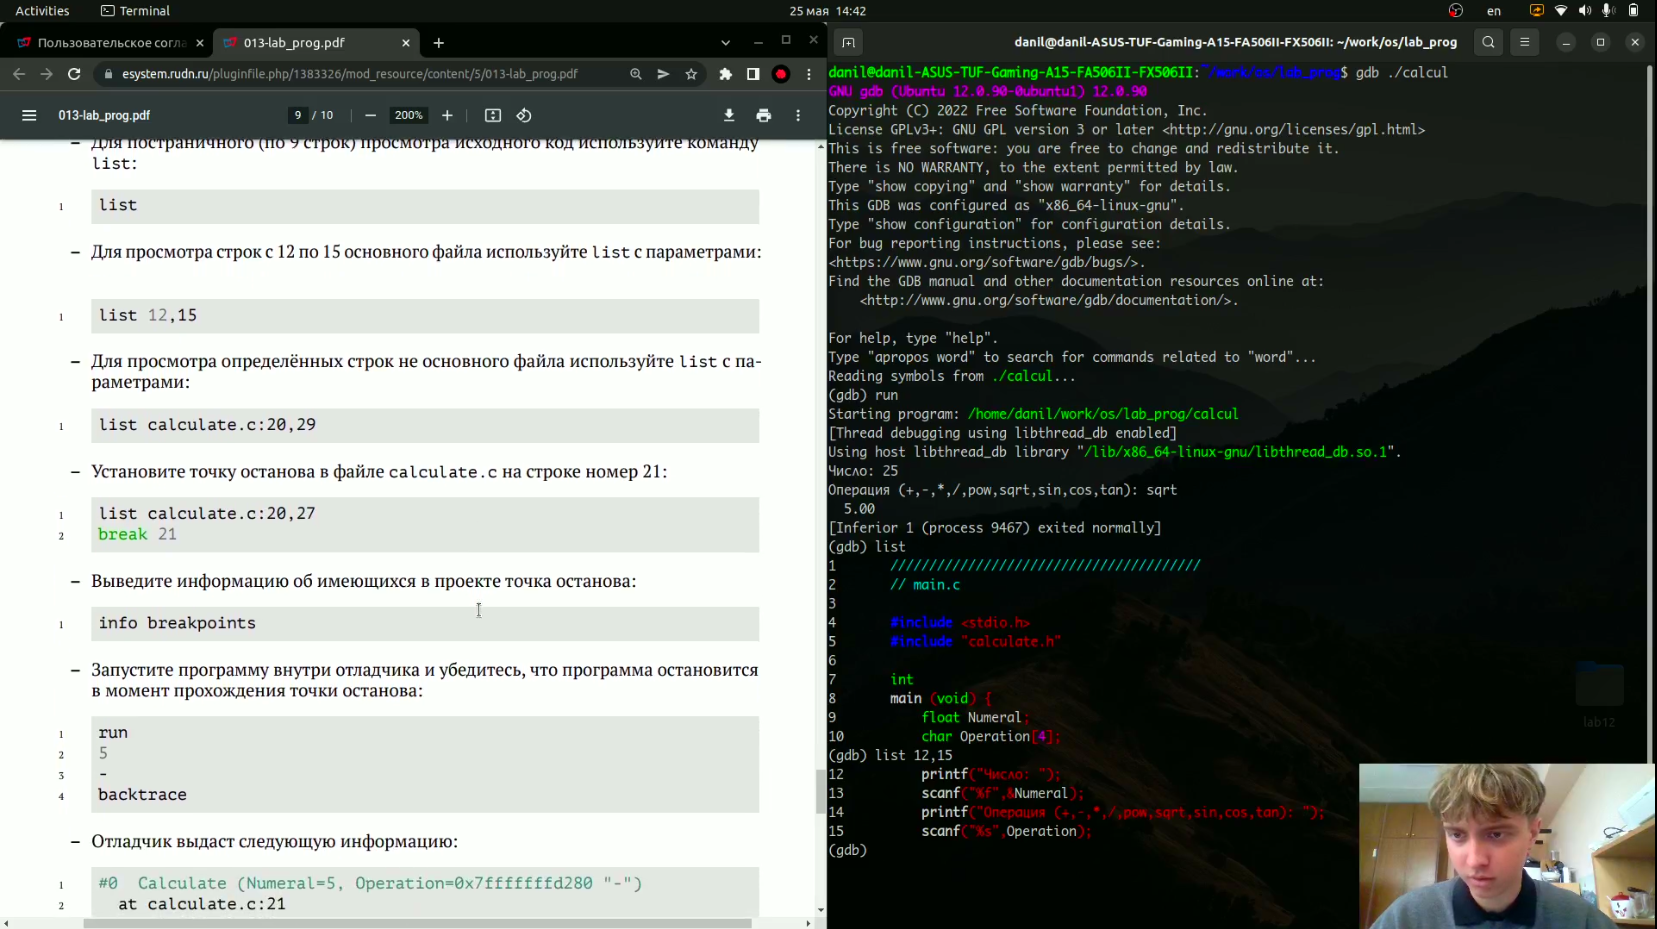 Activities
Terminal
25 мая 14:42
en
Пользовательское согла
013-lab_prog.pdf
esystem.rudn.ru/pluginfile.php/1383326/mod_resource/content/5/013-lab_prog.pdf
013-lab_prog.pdf
9 / 10
200%
– Для постраничного (по 9 строк) просмотра исходного код используйте команду
list:
1 list
– Для просмотра строк с 12 по 15 основного файла используйте list с параметрами:
1 list 12,15
– Для просмотра определённых строк не основного файла используйте list с па-
раметрами:
1 list calculate.c:20,29
– Установите точку останова в файле calculate.c на строке номер 21:
1 list calculate.c:20,27
2 break 21
– Выведите информацию об имеющихся в проекте точка останова:
1 info breakpoints
– Запустите программу внутри отладчика и убедитесь, что программа остановится
в момент прохождения точки останова:
1 run
2 5
3 -
4 backtrace
– Отладчик выдаст следующую информацию:
1 #0 Calculate (Numeral=5, Operation=0x7fffffffd280 "-")
2 at calculate.c:21
danil@danil-ASUS-TUF-Gaming-A15-FA506II-FX506II: ~/work/os/lab_prog
danil@danil-ASUS-TUF-Gaming-A15-FA506II-FX506II:~/work/os/lab_prog$ gdb ./calcul
GNU gdb (Ubuntu 12.0.90-0ubuntu1) 12.0.90
Copyright (C) 2022 Free Software Foundation, Inc.
License GPLv3+: GNU GPL version 3 or later <http://gnu.org/licenses/gpl.html>
This is free software: you are free to change and redistribute it.
There is NO WARRANTY, to the extent permitted by law.
Type "show copying" and "show warranty" for details.
This GDB was configured as "x86_64-linux-gnu".
Type "show configuration" for configuration details.
For bug reporting instructions, please see:
<https://www.gnu.org/software/gdb/bugs/>.
Find the GDB manual and other documentation resources online at:
<http://www.gnu.org/software/gdb/documentation/>.
For help, type "help".
Type "apropos word" to search for commands related to "word"...
Reading symbols from ./calcul...
(gdb) run
Starting program: /home/danil/work/os/lab_prog/calcul
[Thread debugging using libthread_db enabled]
Using host libthread_db library "/lib/x86_64-linux-gnu/libthread_db.so.1".
Число: 25
Операция (+,-,*,/,pow,sqrt,sin,cos,tan): sqrt
5.00
[Inferior 1 (process 9467) exited normally]
(gdb) list
1 ////////////////////////////////////////
2 // main.c
3
4 #include <stdio.h>
5 #include "calculate.h"
6
7 int
8 main (void) {
9 float Numeral;
10 char Operation[4];
(gdb) list 12,15
12 printf("Число: ");
13 scanf("%f",&Numeral);
14 printf("Операция (+,-,*,/,pow,sqrt,sin,cos,tan): ");
15 scanf("%s",Operation);
(gdb)
lab12